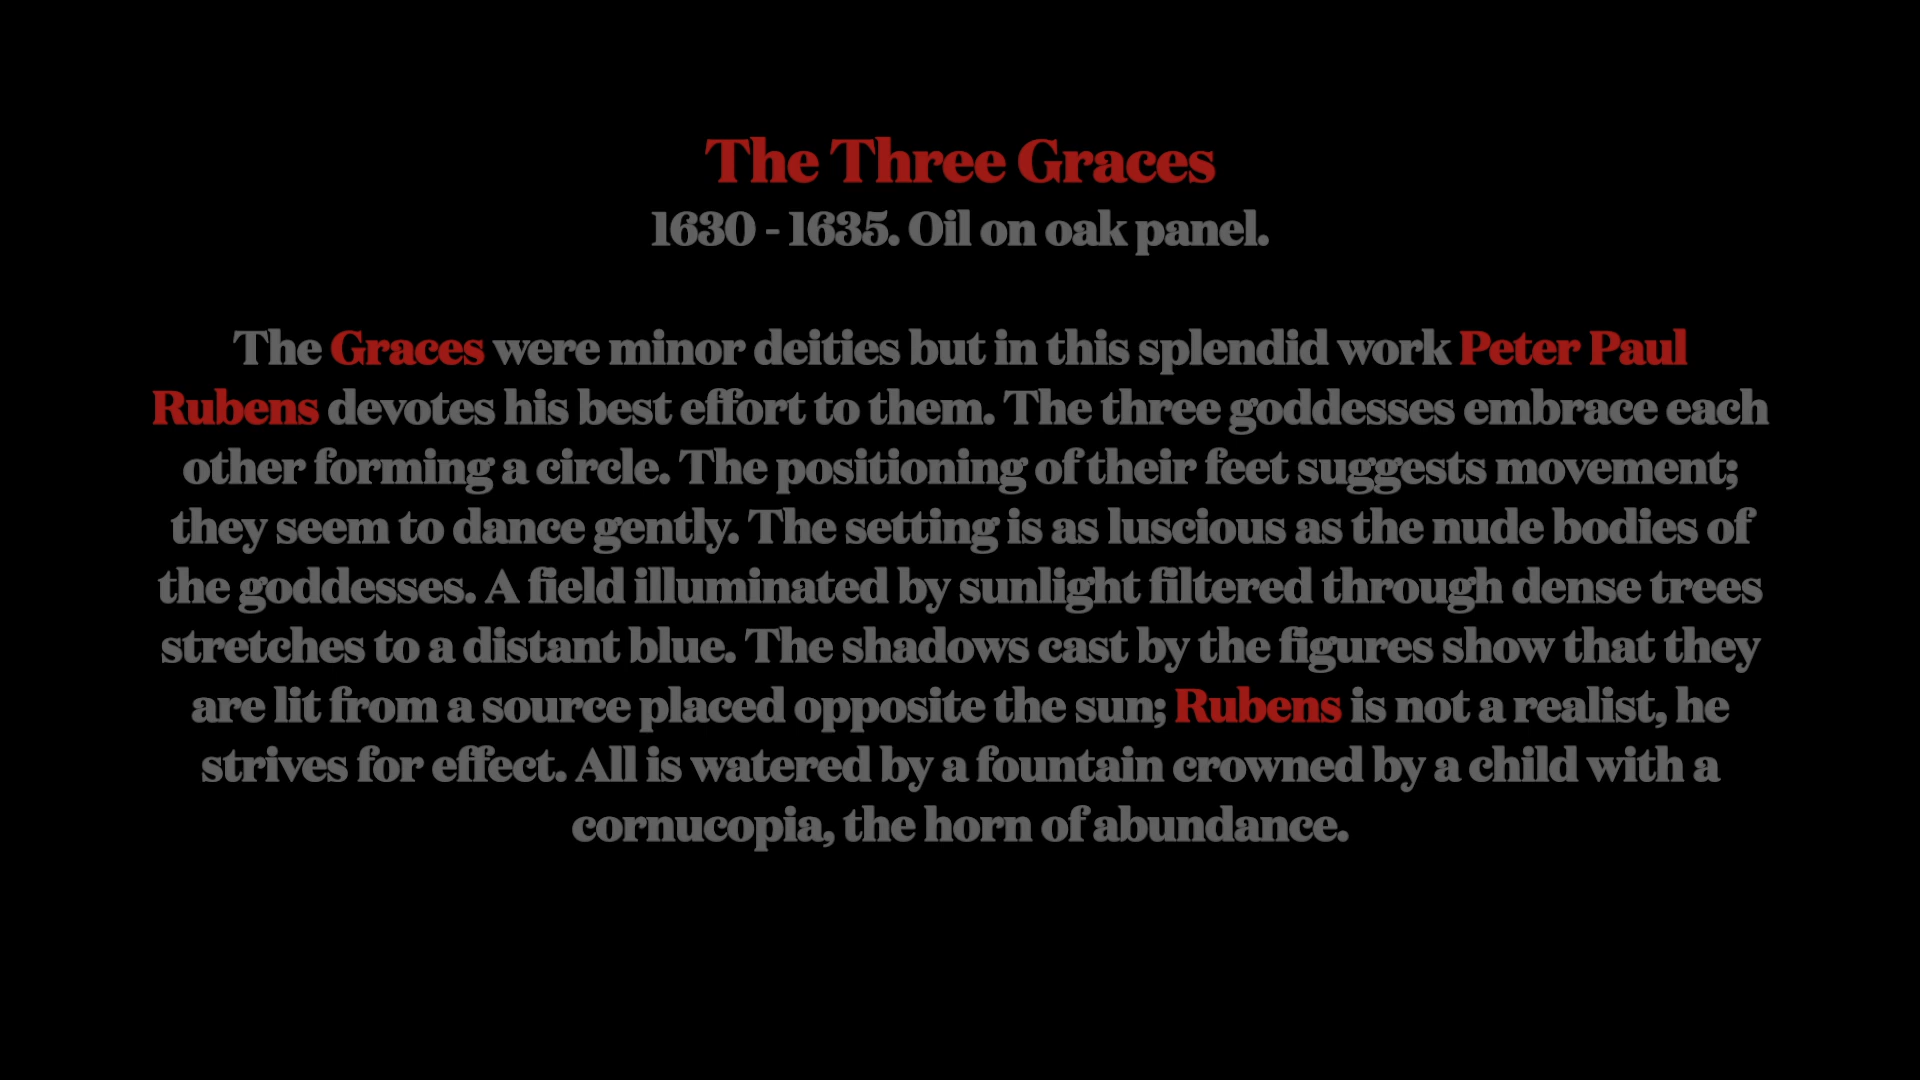 The Three Graces
1630 - 1635. Oil on oak panel.
The Graces were minor deities but in this splendid work Peter Paul
Rubens devotes his best effort to them. The three goddesses embrace each
other forming a circle. The positioning of their feet suggests movement;
they seem to dance gently. The setting is as luscious as the nude bodies of
the goddesses. A field illuminated by sunlight filtered through dense trees
stretches to a distant blue. The shadows cast by the figures show that they
are lit from a source placed opposite the sun; Rubens is not a realist, he
strives for effect. All is watered by a fountain crowned by a child with a
cornucopia, the horn of abundance.